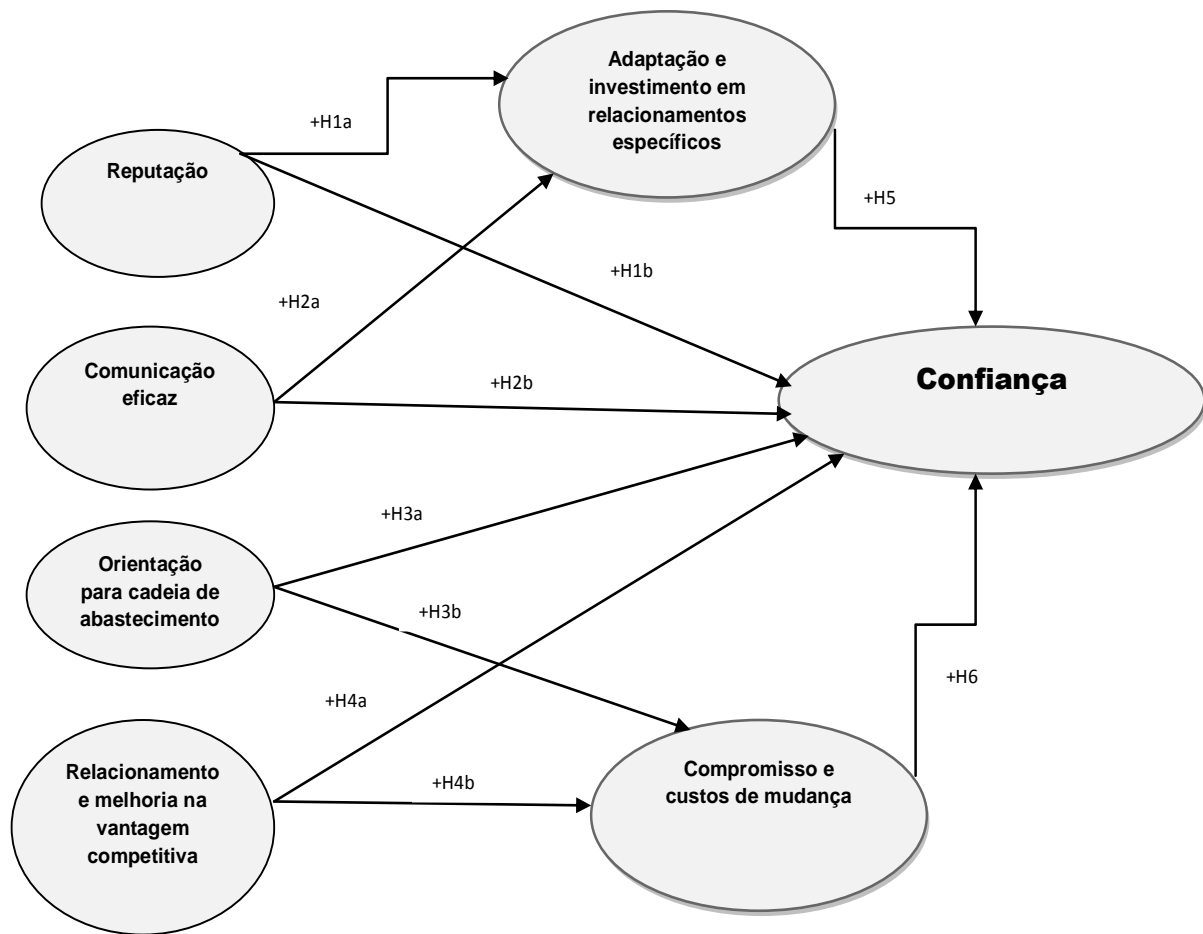 Adaptação e
investimento em
relacionamentos
específicos
+H1a
Reputação
+H5
+H1b
+H2a
Comunicação
eficaz
+H2b
Confiança
+H3a
Orientação
para cadeia de
abastecimento
+H3b
+H4a
+H6
Relacionamento
e melhoria na
vantagem
competitiva
+H4b
Compromisso e
custos de mudança